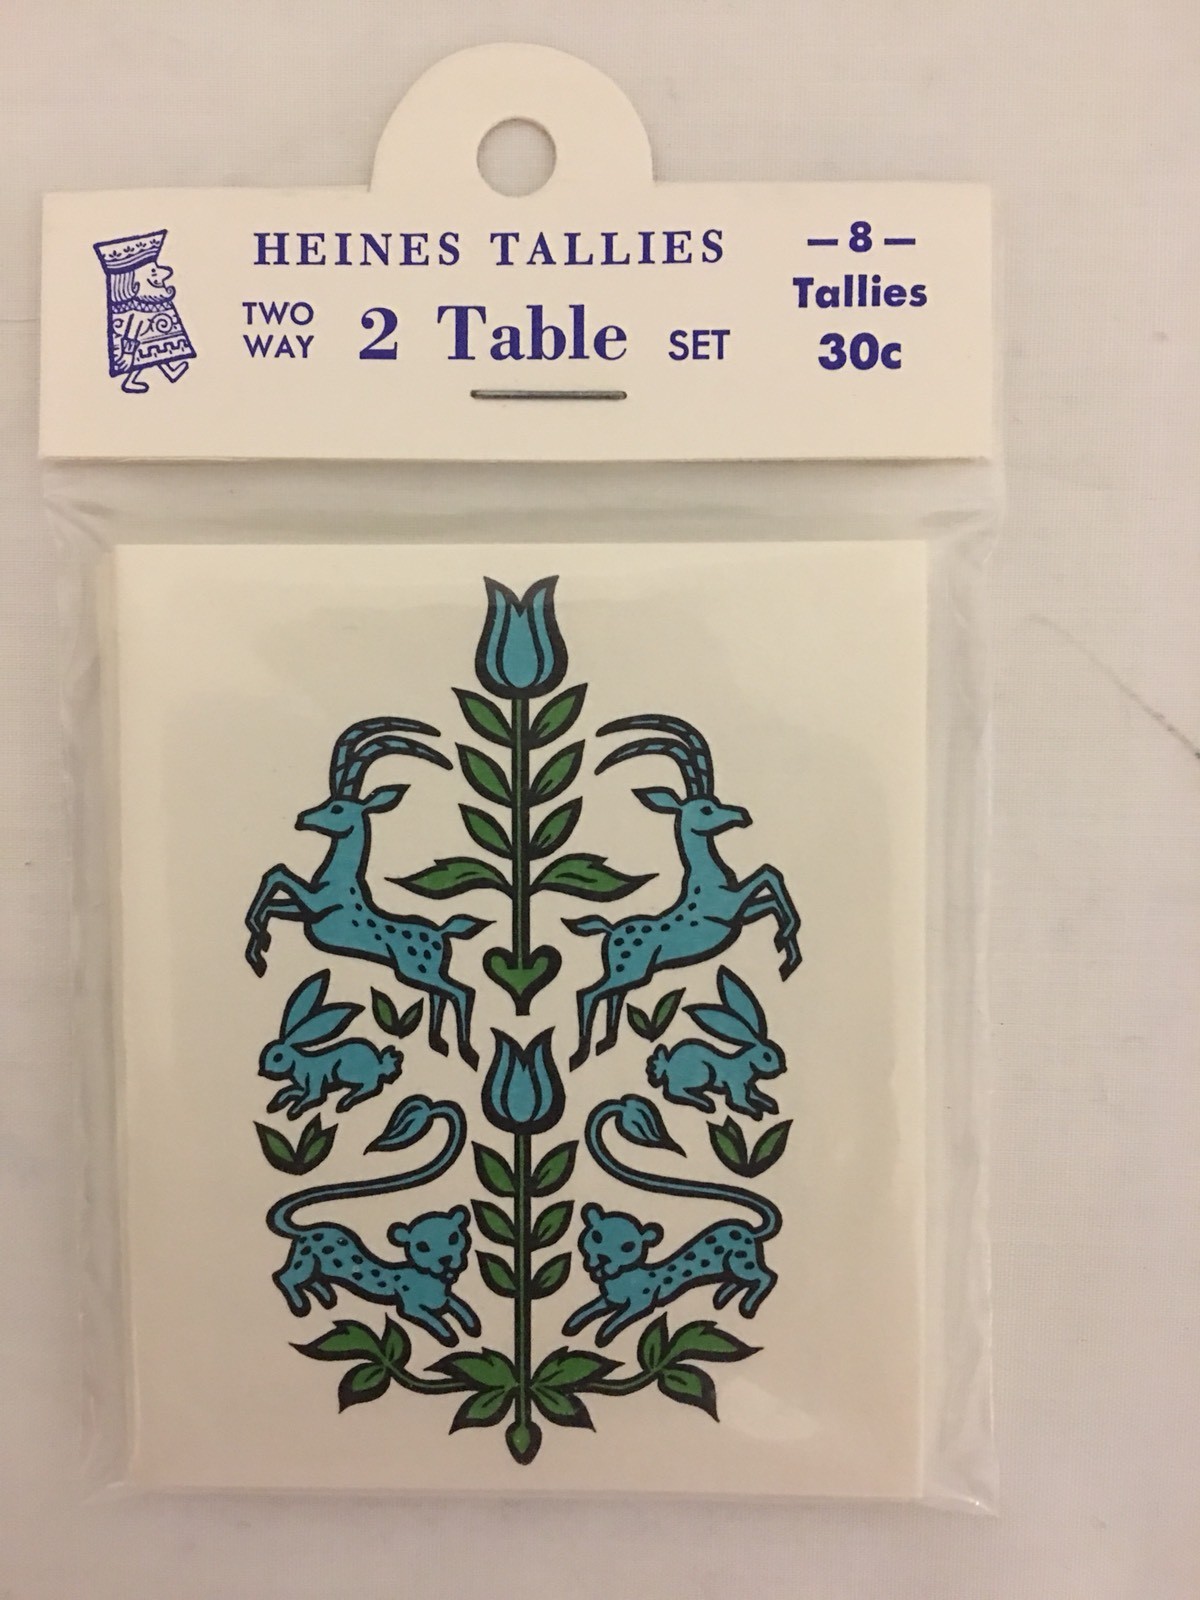 HEINES TALLIES
TWO WAY 2 Table SET
— 8 —
Tallies
30c